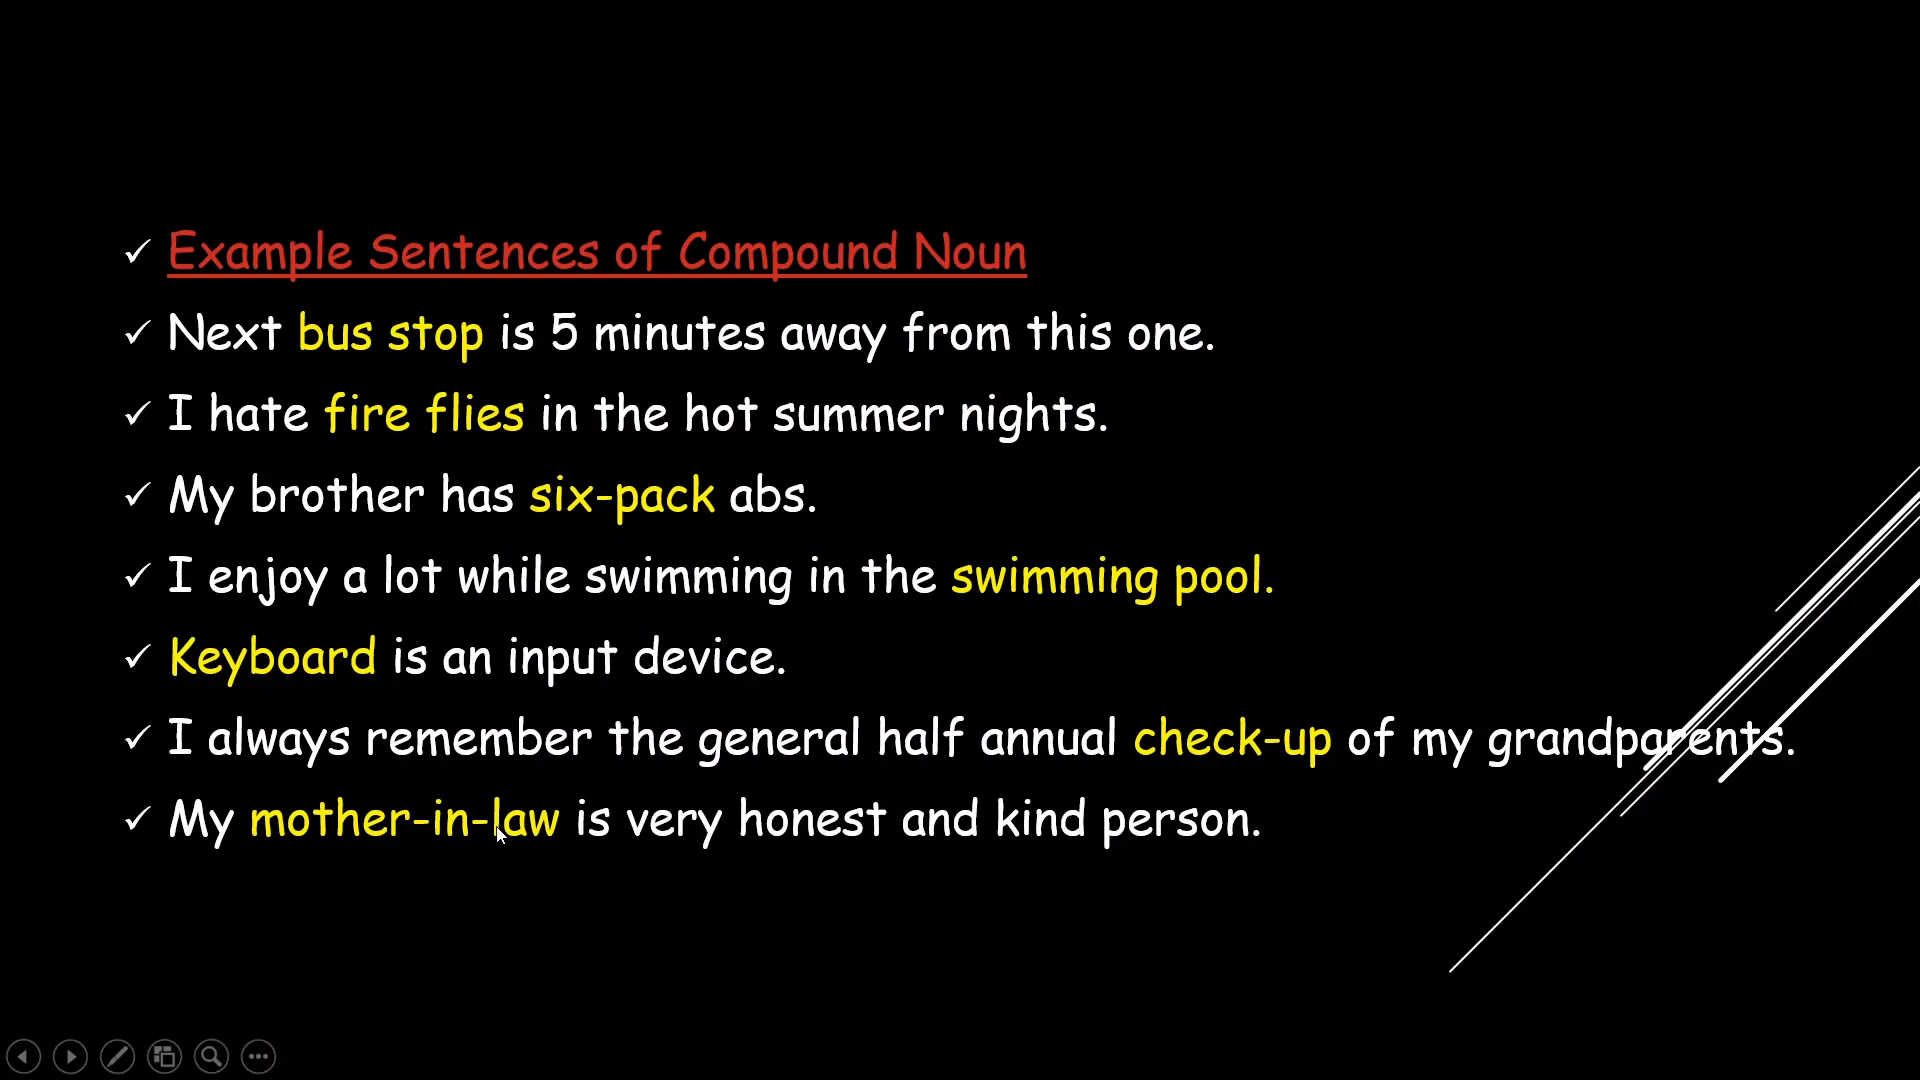 Example Sentences of Compound Noun
Next bus stop is 5 minutes away from this one.
I hate fire flies in the hot summer nights.
My brother has six-pack abs.
I enjoy a lot while swimming in the swimming pool.
Keyboard is an input device.
I always remember the general half annual check-up of my grandparents.
My mother-in-law is very honest and kind person.